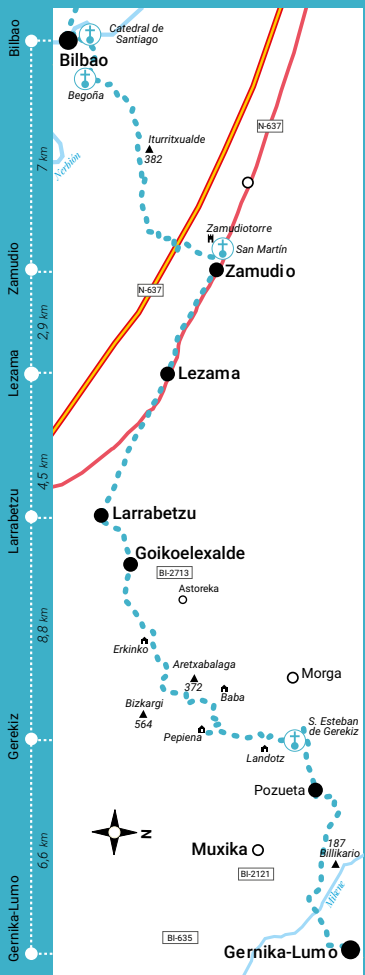 Bilbao
7 km
Zamudio
2,9 km
Lezama
4,5 km
Larrabetzu
8,8 km
Gerekiz
6,6 km
Gernika-Lumo
Catedral de
Santiago
Bilbao
Begoña
Nerbión
Iturritxualde
382
N-637
Zamudiotorre
San Martín
Zamudio
N-637
Lezama
Larrabetzu
Goikoelexalde
BI-2713
Astoreka
Erkinko
Aretxabalaga
372
Baba
Morga
Bizkargi
564
Pepiena
S. Esteban
de Gerekiz
Landotz
Pozueta
N
Muxika
187
Billikario
BI-2121
BI-635
Gernika-Lumo